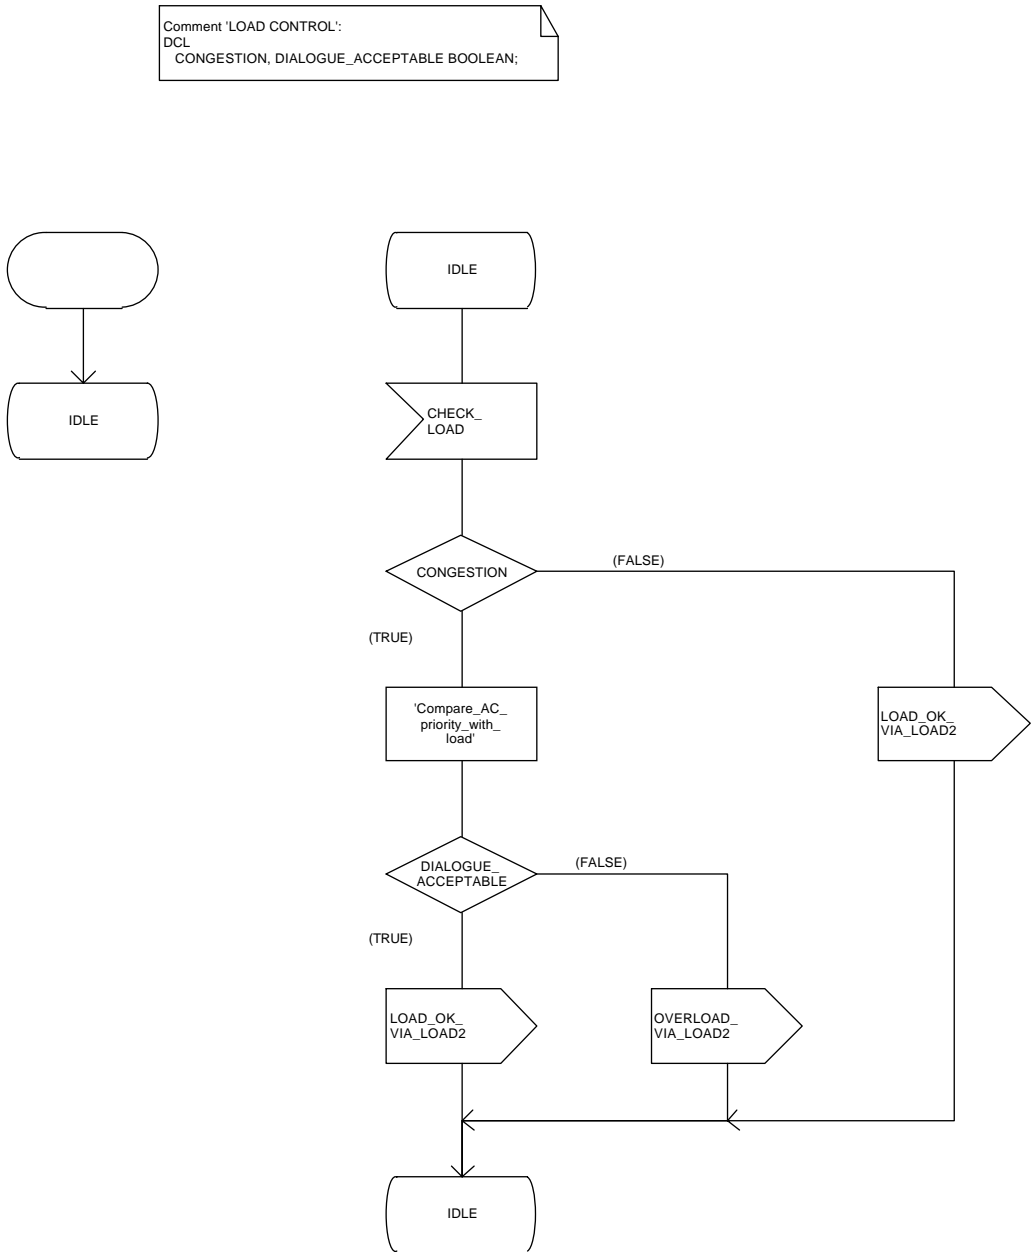 Comment 'LOAD CONTROL':
DCL
CONGESTION, DIALOGUE_ACCEPTABLE BOOLEAN;
IDLE
IDLE
CHECK_
LOAD
CONGESTION
(FALSE)
(TRUE)
'Compare_AC_
priority_with_
load'
LOAD_OK_
VIA_LOAD2
DIALOGUE_
ACCEPTABLE
(FALSE)
(TRUE)
LOAD_OK_
VIA_LOAD2
OVERLOAD_
VIA_LOAD2
IDLE